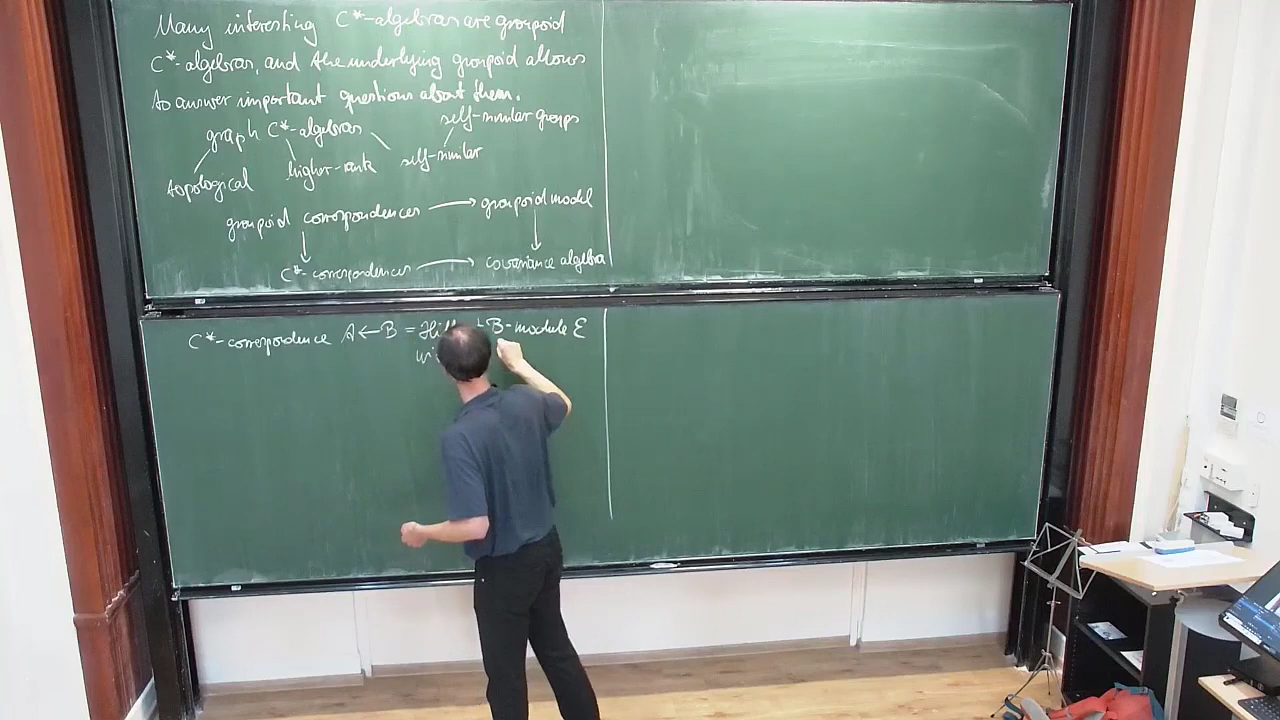 Many interesting C*-algebras are groupoid
C*-algebras, and the underlying groupoid allows
to answer important questions about them.
self-similar groups
graph C*-algebras
topological higher-rank self-similar
groupoid correspondences → groupoid model
↓ ↓
C*-correspondences → covariance algebra
C*-correspondence A ← B = B-module ℰ